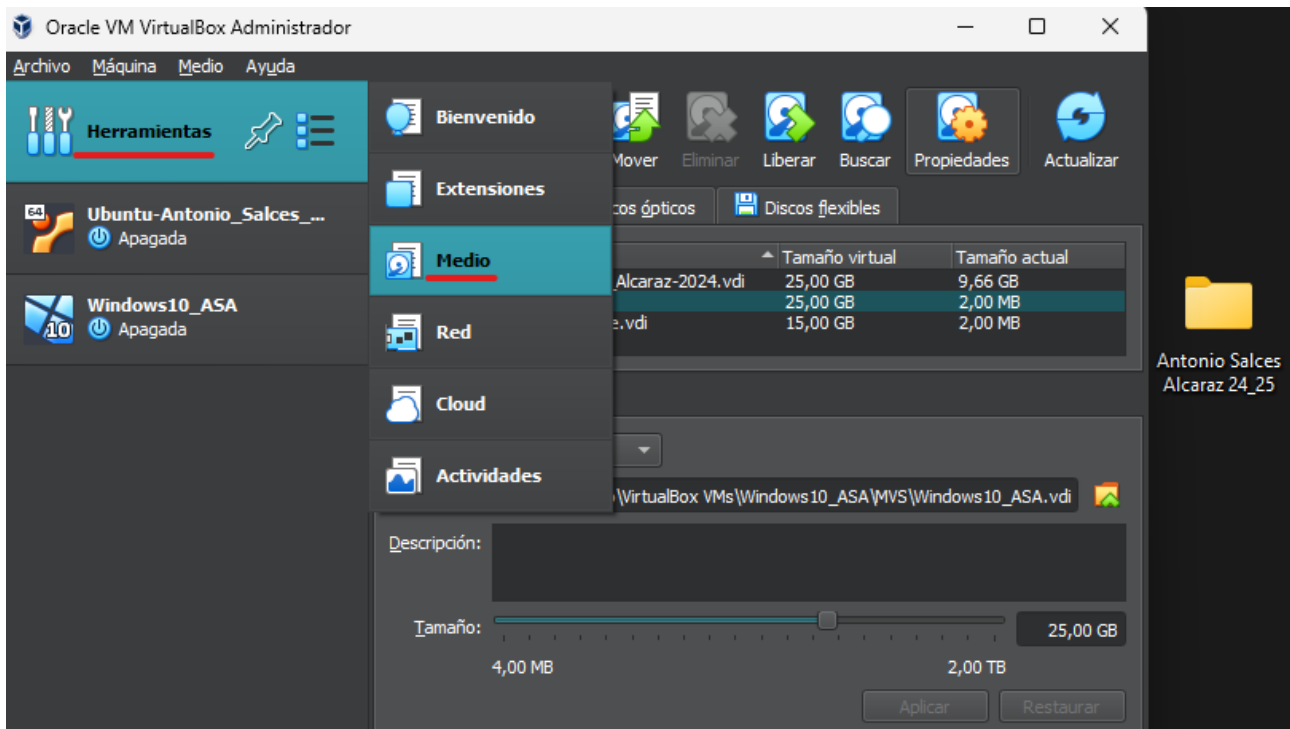 Oracle VM VirtualBox Administrador
Archivo Máquina Medio Ayuda
Herramientas
Bienvenido
Mover Eliminar Liberar Buscar Propiedades Actualizar
Extensiones
ópticos Discos flexibles
64
Ubuntu-Antonio_Salces_...
Apagada
Medio
Tamaño virtual Tamaño actual
_Alcaraz-2024.vdi 25,00 GB 9,66 GB
25,00 GB 2,00 MB
e.vdi 15,00 GB 2,00 MB
10
Windows10_ASA
Apagada
Red
Cloud
Actividades
\VirtualBox VMs\Windows10_ASA\MVS\Windows10_ASA.vdi
Descripción:
Tamaño: 25,00 GB
4,00 MB 2,00 TB
Aplicar Restaurar
Antonio Salces
Alcaraz 24_25